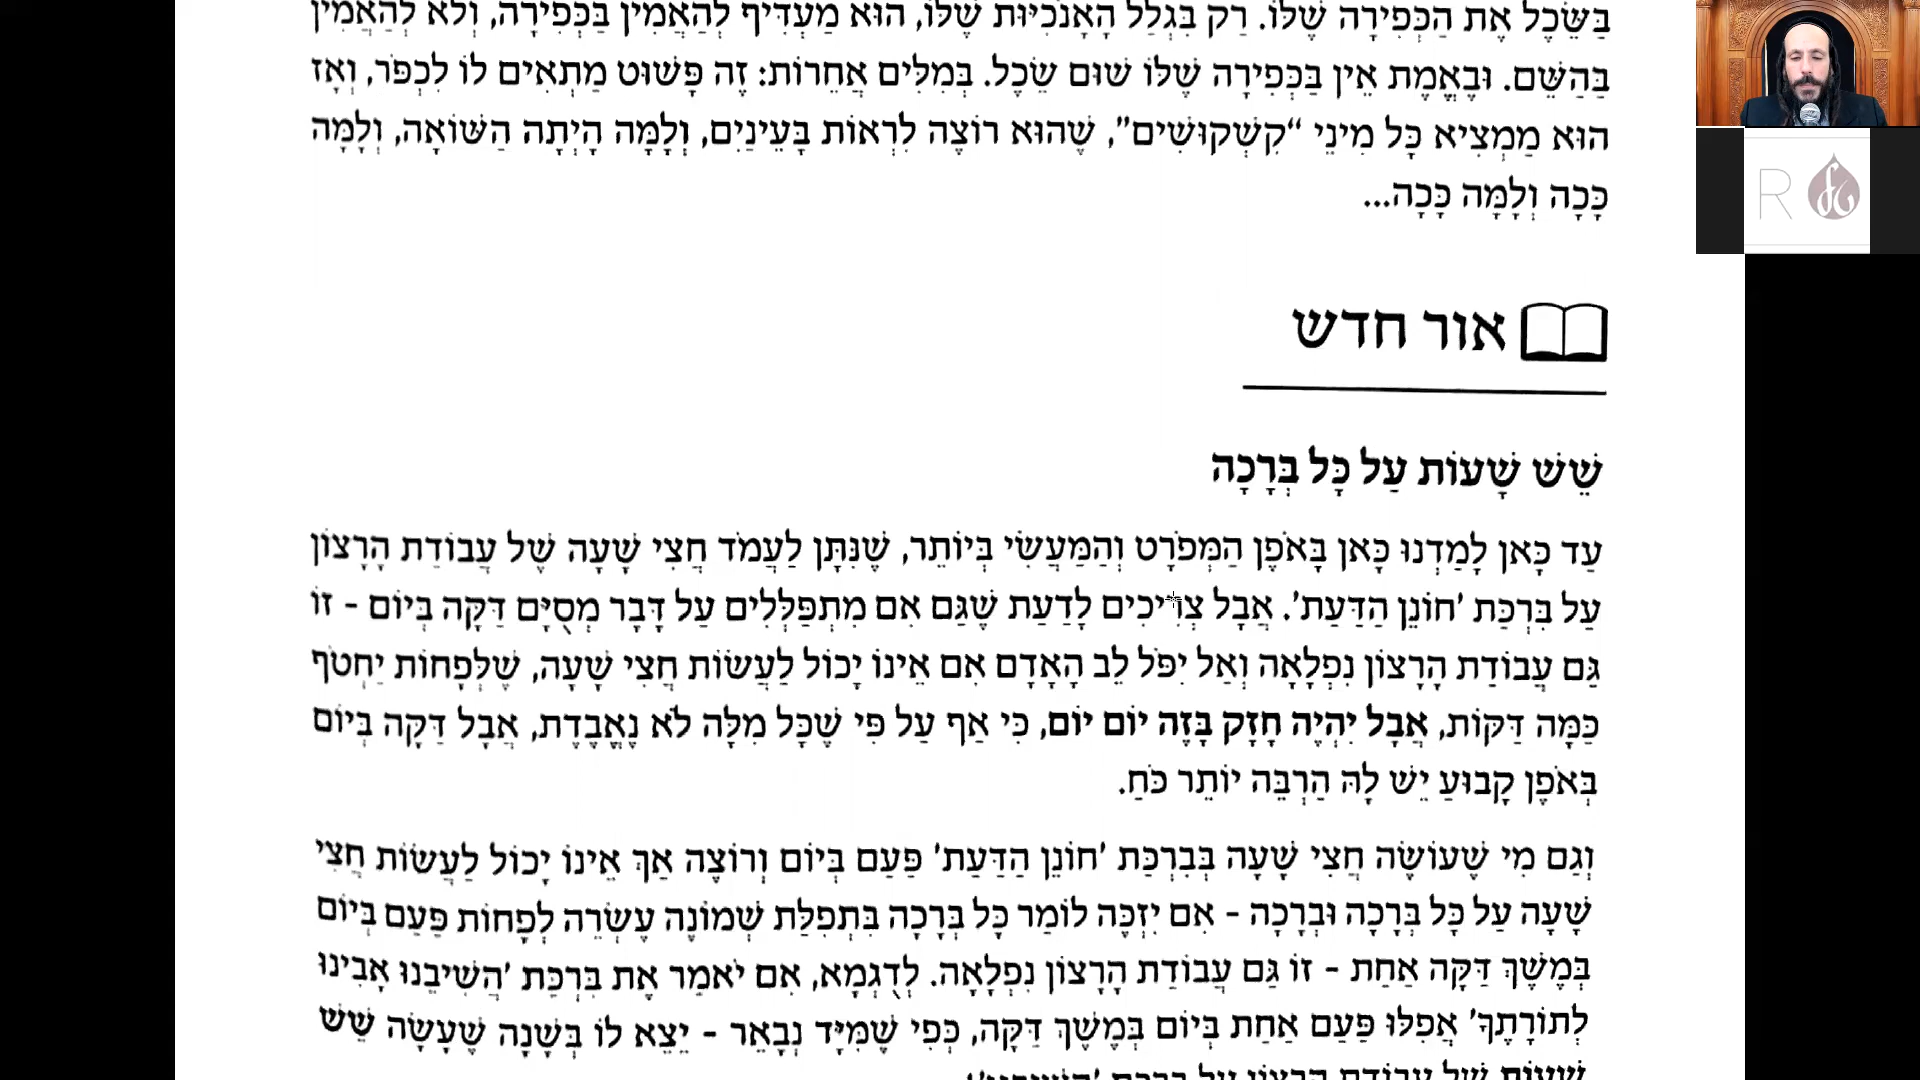 בַּשֵּׂכֶל אֶת הַכְּפִירָה שֶׁלּוֹ. רַק בִּגְלַל הָאָנֹכִיּוּת שֶׁלּוֹ, הוּא מַעְדִּיף לְהַאֲמִין בַּכְּפִירָה, וְלֹא לְהַאֲמִין
בַּהַשֵּׁם. וּבֶאֱמֶת אֵין בַּכְּפִירָה שֶׁלּוֹ שׁוּם שֵׂכֶל. בְּמִלִּים אֲחֵרוֹת: זֶה פָּשׁוּט מַתְאִים לוֹ לִכְפֹּר, וְאָז
הוּא מַמְצִיא כָּל מִינֵי “קִשְׁקוּשִׁים”, שֶׁהוּא רוֹצֶה לִרְאוֹת בָּעֵינַיִם, וְלָמָּה הָיְתָה הַשּׁוֹאָה, וְלָמָּה
כָּכָה וְלָמָּה כָּכָה...
אור חדש
שֵׁשׁ שָׁעוֹת עַל כָּל בְּרָכָה
עַד כָּאן לָמַדְנוּ כָּאן בָּאֹפֶן הַמְּפֹרָט וְהַמַּעֲשִׂי בְּיוֹתֵר, שֶׁנִּתָּן לַעֲמֹד חֲצִי שָׁעָה שֶׁל עֲבוֹדַת הָרָצוֹן
עַל בִּרְכַּת 'חוֹנֵן הַדַּעַת'. אֲבָל צְרִיכִים לָדַעַת שֶׁגַּם אִם מִתְפַּלְּלִים עַל דָּבָר מְסֻיָּם דַּקָּה בְּיוֹם - זוֹ
גַּם עֲבוֹדַת הָרָצוֹן נִפְלָאָה וְאַל יִפֹּל לֵב הָאָדָם אִם אֵינוֹ יָכוֹל לַעֲשׂוֹת חֲצִי שָׁעָה, שֶׁלְּפָחוֹת יַחְטֹף
כַּמָּה דַּקּוֹת, אֲבָל יִהְיֶה חָזָק בָּזֶה יוֹם יוֹם, כִּי אַף עַל פִּי שֶׁכָּל מִלָּה לֹא נֶאֱבֶדֶת, אֲבָל דַּקָּה בְּיוֹם
בְּאֹפֶן קָבוּעַ יֵשׁ לָהּ הַרְבֵּה יוֹתֵר כֹּחַ.
וְגַם מִי שֶׁעוֹשֶׂה חֲצִי שָׁעָה בְּבִרְכַּת 'חוֹנֵן הַדַּעַת' פַּעַם בְּיוֹם וְרוֹצֶה אַךְ אֵינוֹ יָכוֹל לַעֲשׂוֹת חֲצִי
שָׁעָה עַל כָּל בְּרָכָה וּבְרָכָה - אִם יִזְכֶּה לוֹמַר כָּל בְּרָכָה בִּתְפִלַּת שְׁמוֹנֶה עֶשְׂרֵה לְפָחוֹת פַּעַם בְּיוֹם
בְּמֶשֶׁךְ דַּקָּה אַחַת - זוֹ גַּם עֲבוֹדַת הָרָצוֹן נִפְלָאָה. לְדֻגְמָא, אִם יֹאמַר אֶת בִּרְכַּת 'הֲשִׁיבֵנוּ אָבִינוּ
לְתוֹרָתֶךָ' אֲפִלּוּ פַּעַם אַחַת בְּיוֹם בְּמֶשֶׁךְ דַּקָּה, כְּפִי שֶׁמִּיָּד נְבָאֵר - יֵצֵא לוֹ בְּשָׁנָה שֶׁעָשָׂה שֵׁשׁ
שָׁעוֹת שֶׁל עֲבוֹדַת הָרָצוֹן עַל בִּרְכַּת
R